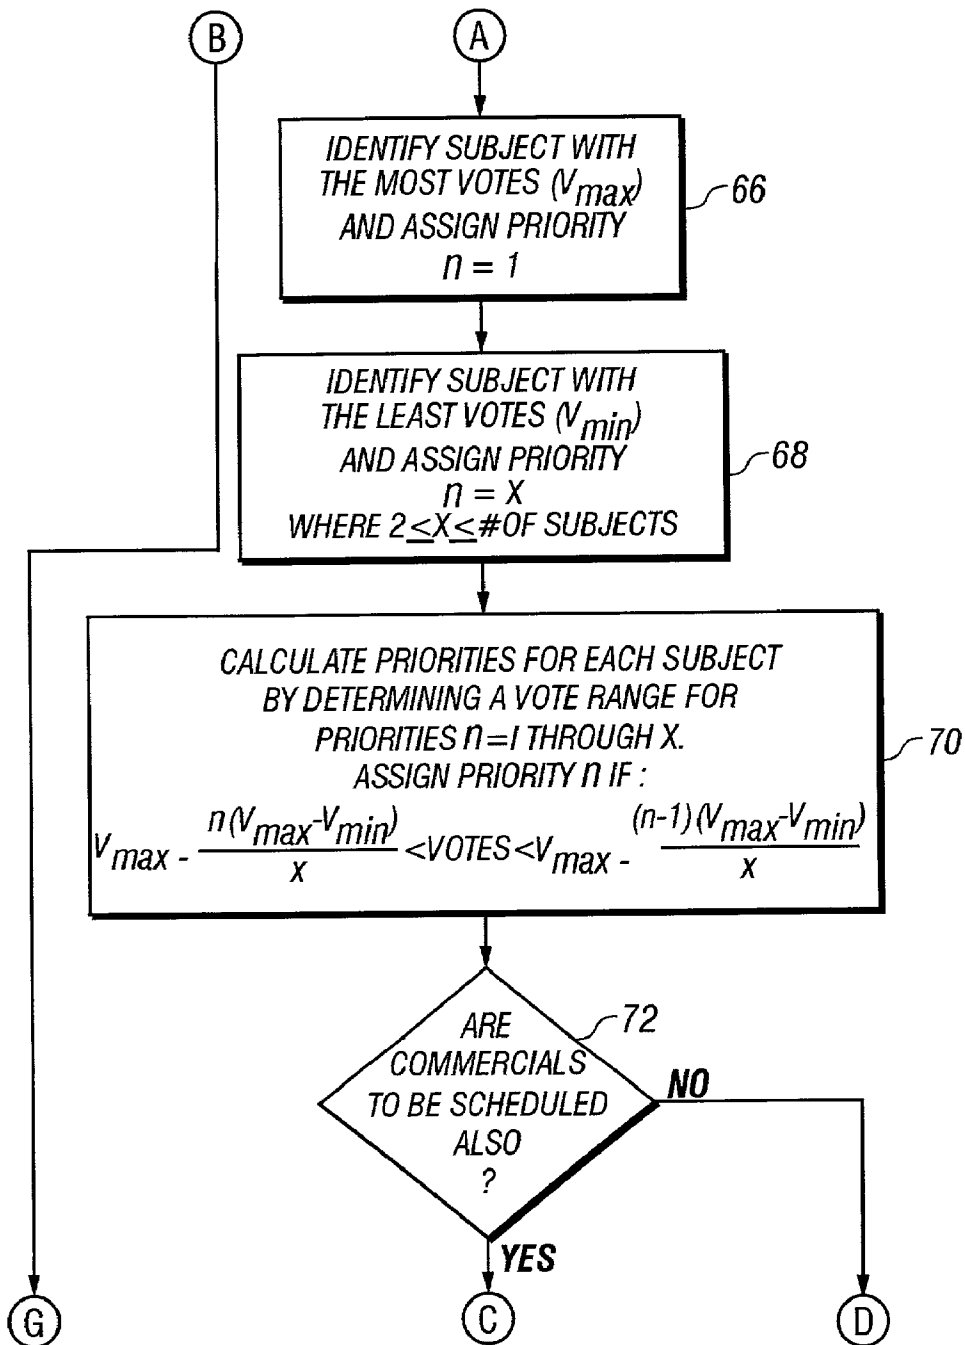 B
A
IDENTIFY SUBJECT WITH
THE MOST VOTES (Vmax)
AND ASSIGN PRIORITY
n = 1
66
IDENTIFY SUBJECT WITH
THE LEAST VOTES (Vmin)
AND ASSIGN PRIORITY
n = X
WHERE 2 ≤ X ≤ # OF SUBJECTS
68
CALCULATE PRIORITIES FOR EACH SUBJECT
BY DETERMINING A VOTE RANGE FOR
PRIORITIES n=1 THROUGH X.
ASSIGN PRIORITY n IF :
Vmax - n(Vmax-Vmin)/x <VOTES< Vmax - (n-1)(Vmax-Vmin)/x
70
ARE
COMMERCIALS
TO BE SCHEDULED
ALSO
?
72
NO
YES
G
C
D